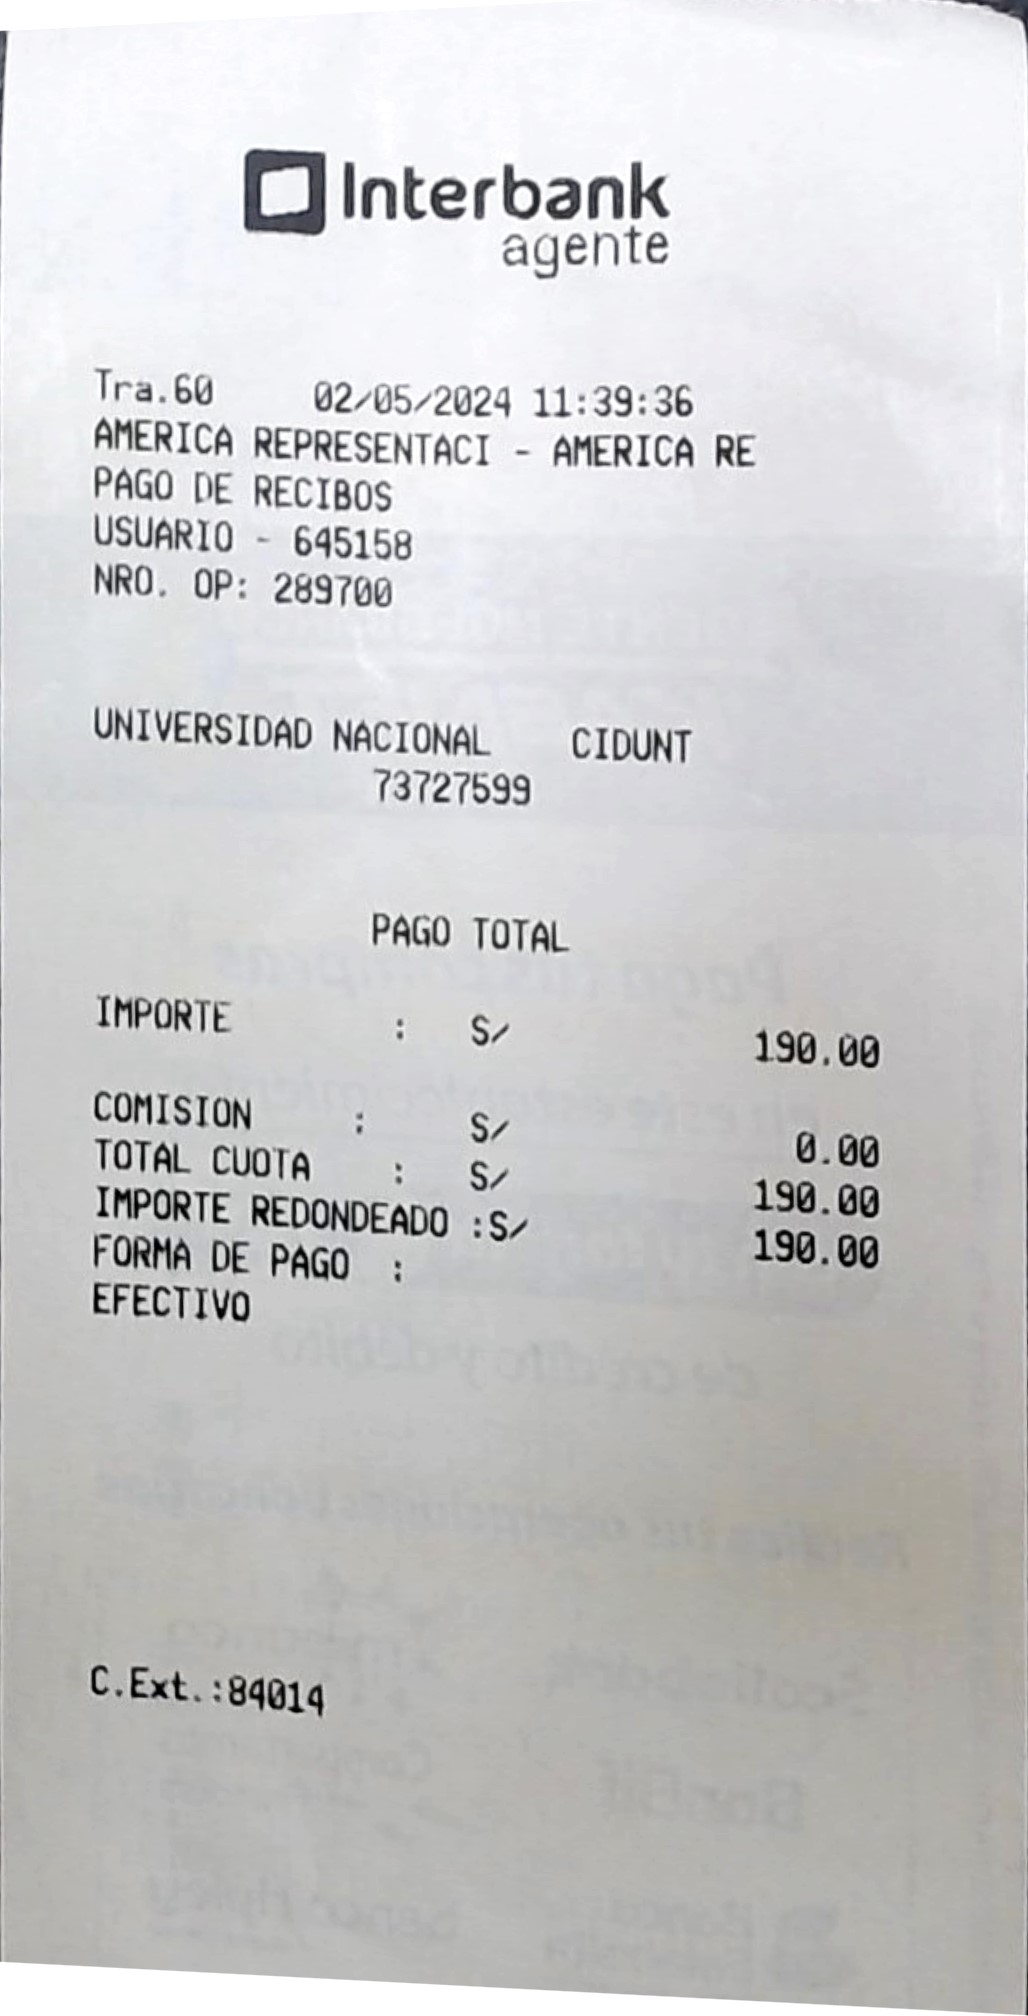 Interbank
agente
Tra.60 02/05/2024 11:39:36
AMERICA REPRESENTACI - AMERICA RE
PAGO DE RECIBOS
USUARIO - 645158
NRO. OP: 289700
UNIVERSIDAD NACIONAL CIDUNT
73727599
PAGO TOTAL
IMPORTE : S/ 190.00
COMISION : S/ 0.00
TOTAL CUOTA : S/ 190.00
IMPORTE REDONDEADO :S/ 190.00
FORMA DE PAGO :
EFECTIVO
C.Ext.:84014